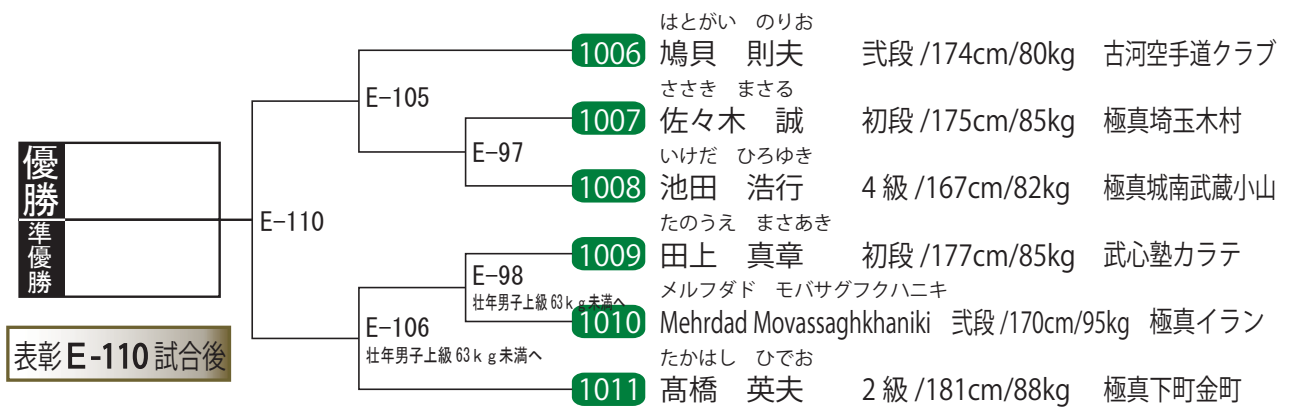 はとがい のりお
1006 鳩貝 則夫 弐段/174cm/80kg 古河空手道クラブ
E-105
ささき まさる
1007 佐々木 誠 初段/175cm/85kg 極真埼玉木村
E-97
いけだ ひろゆき
1008 池田 浩行 4級/167cm/82kg 極真城南武蔵小山
優勝
準優勝
E-110
たのうえ まさあき
1009 田上 真章 初段/177cm/85kg 武心塾カラテ
E-98
壮年男子上級63kg未満へ
メルフダド モバサグフクハニキ
1010 Mehrdad Movassaghkhaniki 弐段/170cm/95kg 極真イラン
E-106
壮年男子上級63kg未満へ
たかはし ひでお
1011 髙橋 英夫 2級/181cm/88kg 極真下町金町
表彰E-110試合後